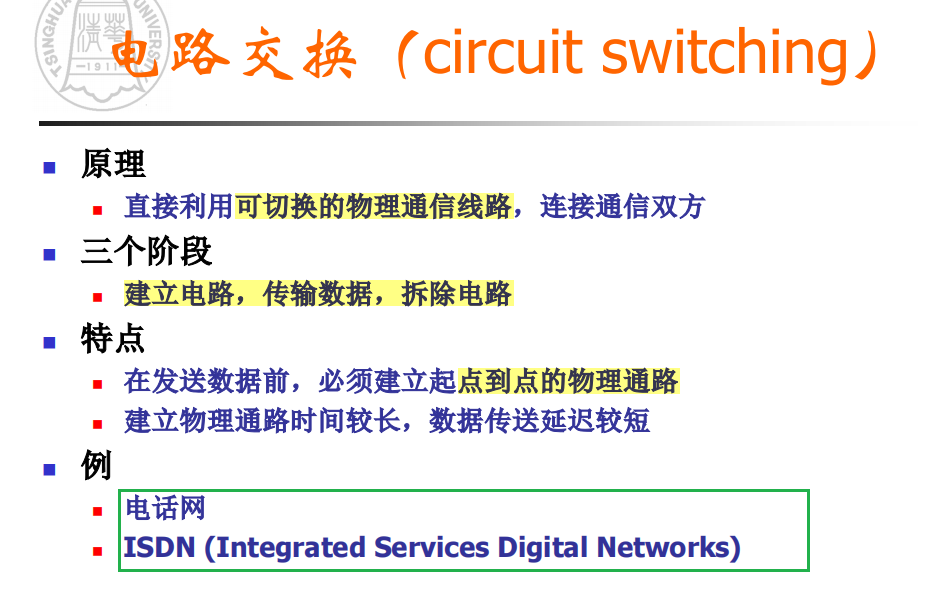 TSINGHUA UNIVERSITY
清華
1911
电路交换（circuit switching）
原理
直接利用可切换的物理通信线路，连接通信双方
三个阶段
建立电路，传输数据，拆除电路
特点
在发送数据前，必须建立起点到点的物理通路
建立物理通路时间较长，数据传送延迟较短
例
电话网
ISDN (Integrated Services Digital Networks)